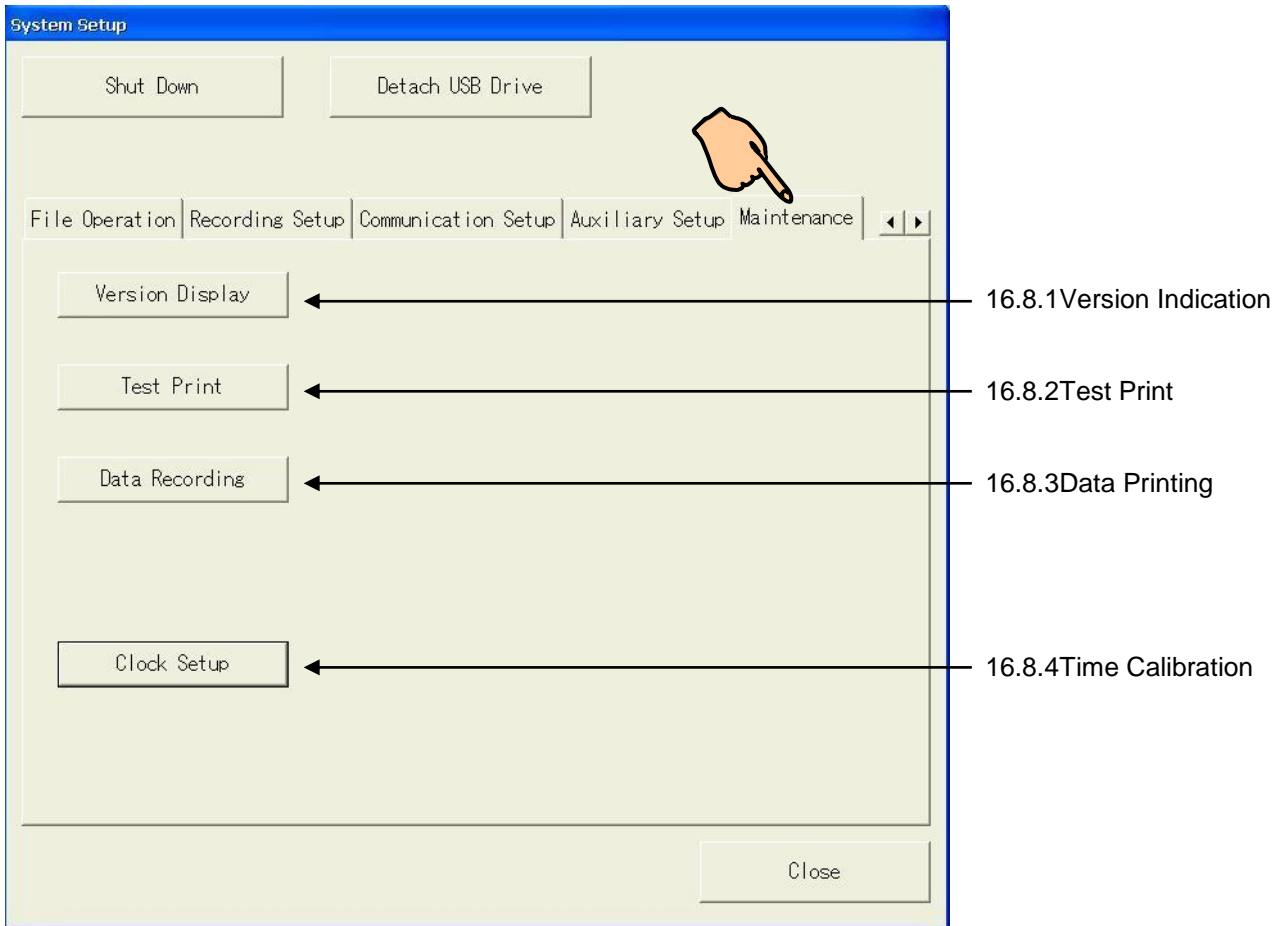 System Setup
Shut Down
Detach USB Drive
File Operation Recording Setup Communication Setup Auxiliary Setup Maintenance
Version Display
16.8.1Version Indication
Test Print
16.8.2Test Print
Data Recording
16.8.3Data Printing
Clock Setup
16.8.4Time Calibration
Close